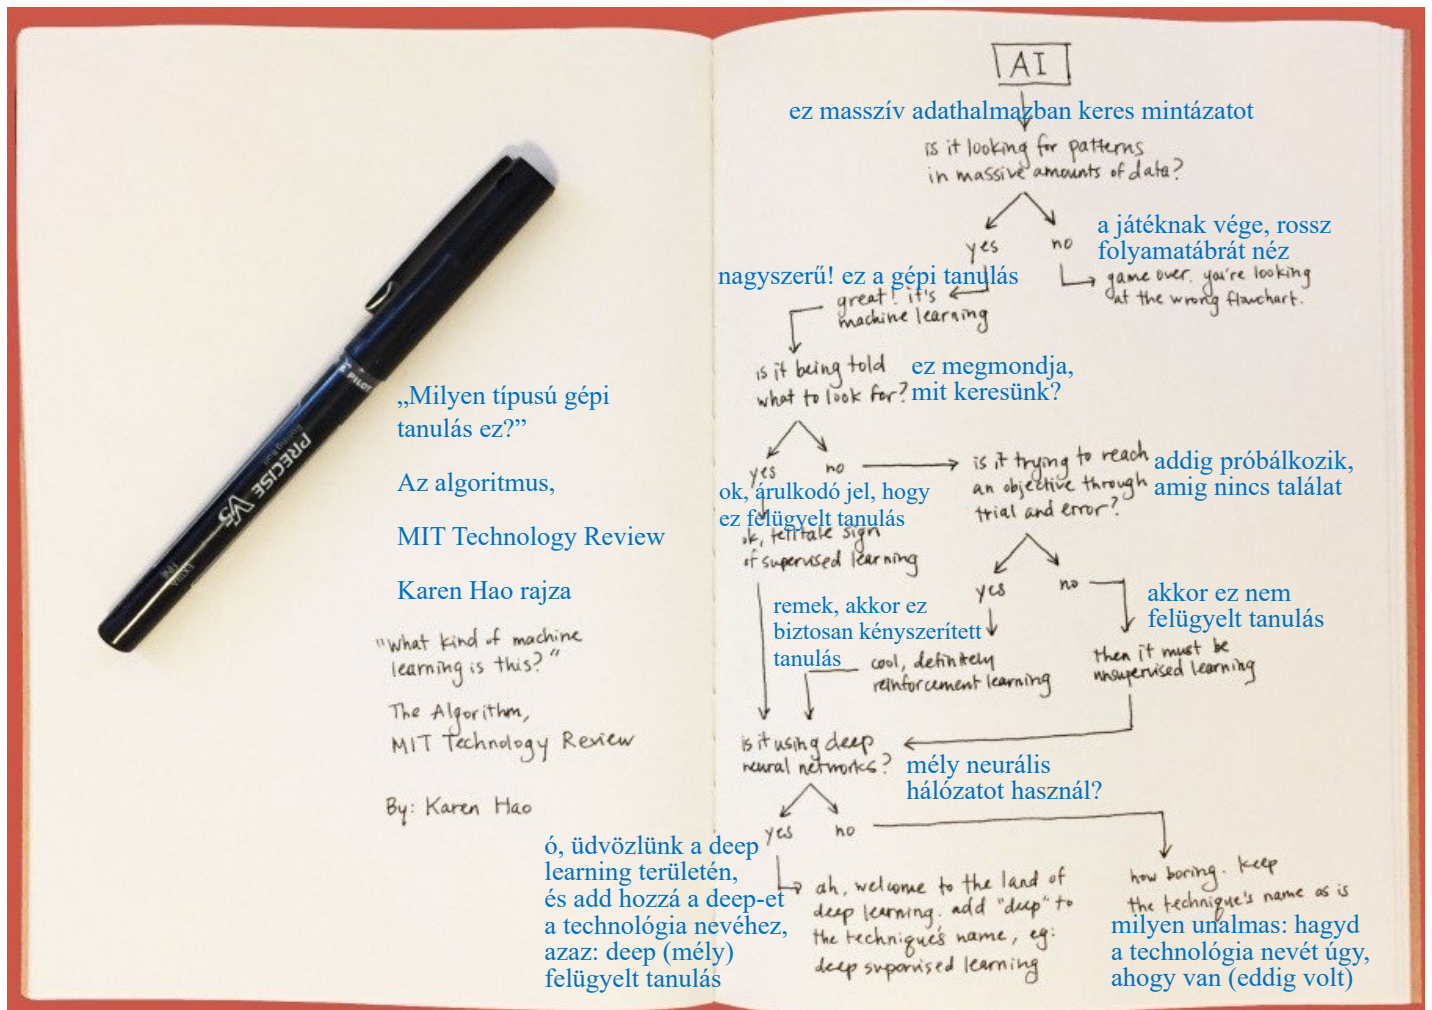 PILOT
PRECISE V5
Rolling Ball
EXTRA
FINE
„Milyen típusú gépi
tanulás ez?”
Az algoritmus,
MIT Technology Review
Karen Hao rajza
"what kind of machine
learning is this?"
The Algorithm,
MIT Technology Review
By: Karen Hao
AI
ez masszív adathalmazban keres mintázatot
is it looking for patterns
in massive amounts of data?
yes
no
a játéknak vége, rossz
folyamatábrát néz
game over. you're looking
at the wrong flowchart.
nagyszerű! ez a gépi tanulás
great! it's
machine learning
is it being told
what to look for?
ez megmondja,
mit keresünk?
yes
no
ok, árulkodó jel, hogy
ez felügyelt tanulás
ok, telltale sign
of supervised learning
is it trying to reach
an objective through
trial and error?
addig próbálkozik,
amig nincs találat
yes
no
remek, akkor ez
biztosan kényszerített
tanulás
cool, definitely
reinforcement learning
akkor ez nem
felügyelt tanulás
then it must be
unsupervised learning
is it using deep
neural networks?
mély neurális
hálózatot használ?
yes
no
ó, üdvözlünk a deep
learning területén,
és add hozzá a deep-et
a technológia nevéhez,
azaz: deep (mély)
felügyelt tanulás
ah, welcome to the land of
deep learning. add "deep" to
the technique's name, eg:
deep supervised learning
how boring. keep
the technique's name as is
milyen unalmas: hagyd
a technológia nevét úgy,
ahogy van (eddig volt)